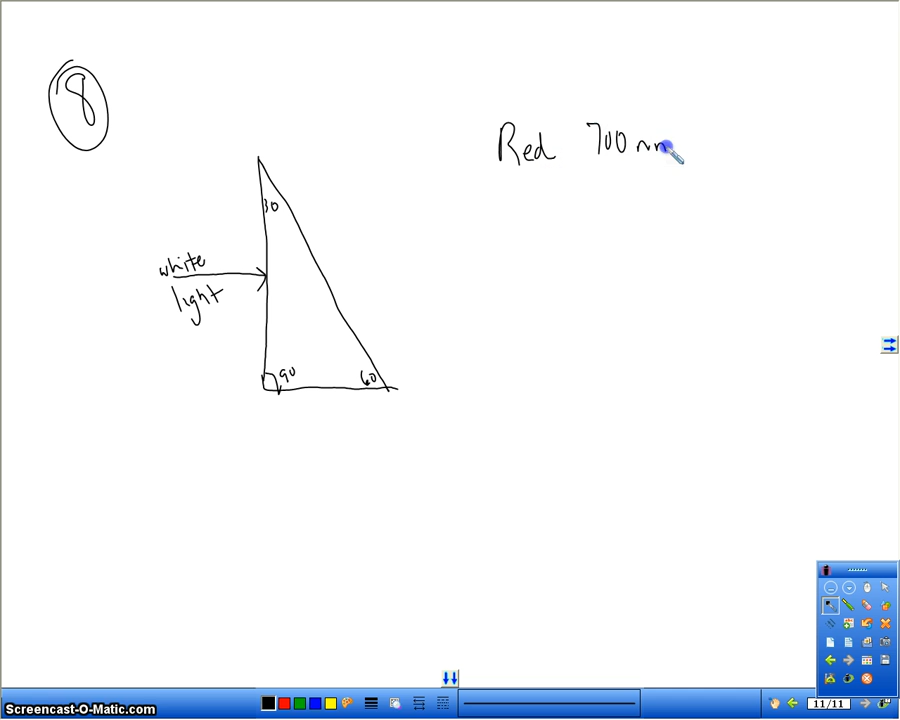 8
Red 700 nm
30
white
light
90
60
11/11
Screencast-O-Matic.com